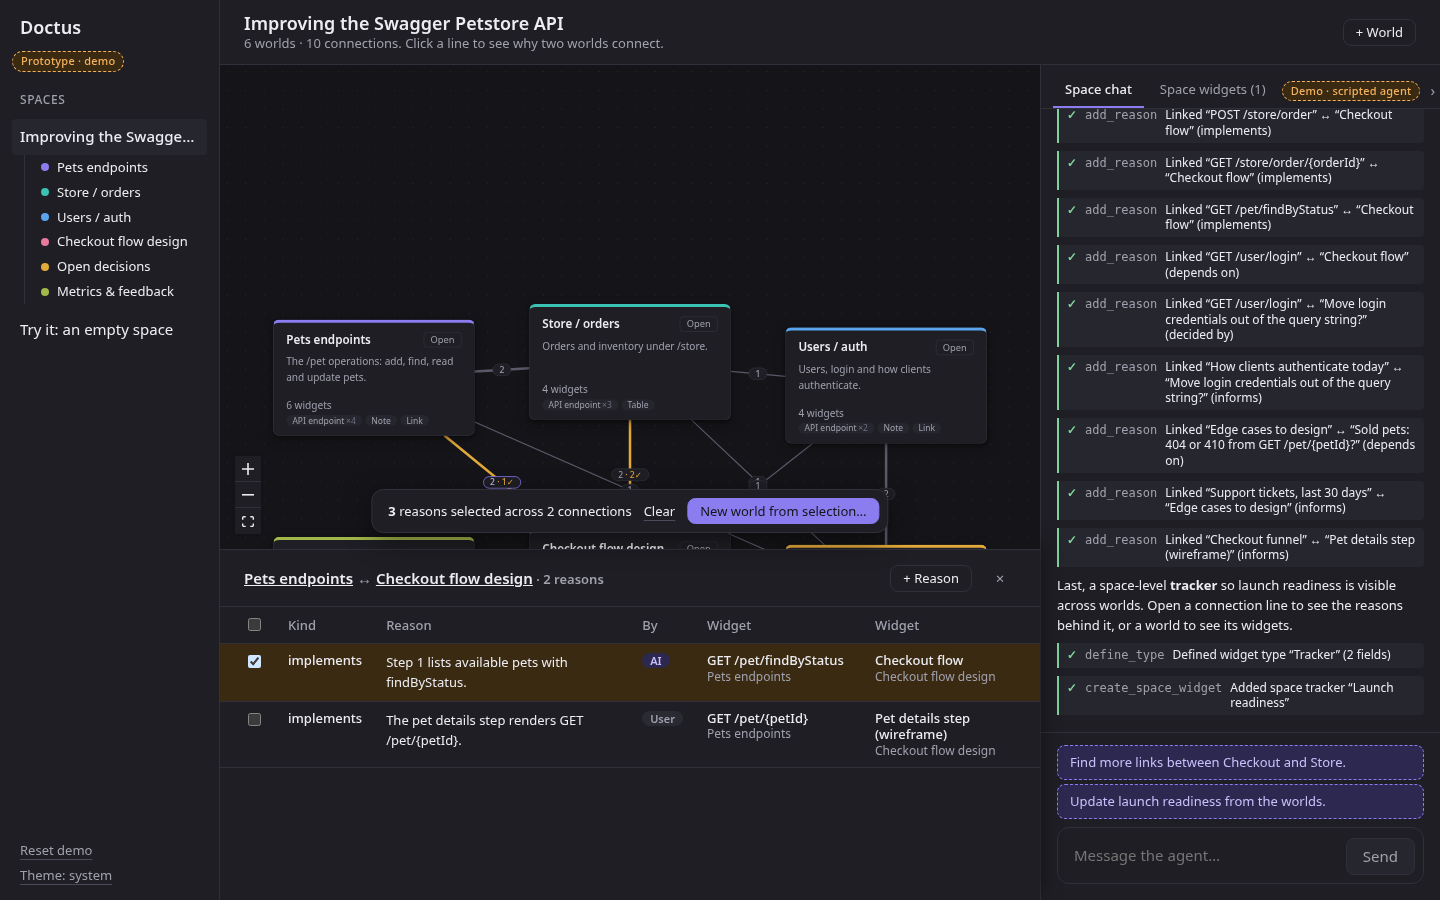 Doctus
Prototype · demo
SPACES
Improving the Swagge...
Pets endpoints
Store / orders
Users / auth
Checkout flow design
Open decisions
Metrics & feedback
Try it: an empty space
Reset demo
Theme: system
Improving the Swagger Petstore API
6 worlds · 10 connections. Click a line to see why two worlds connect.
+ World
Pets endpoints
Open
The /pet operations: add, find, read
and update pets.
6 widgets
API endpoint ×4
Note
Link
2
Store / orders
Open
Orders and inventory under /store.
4 widgets
API endpoint ×3
Table
1
Users / auth
Open
Users, login and how clients
authenticate.
4 widgets
API endpoint ×2
Note
Link
2 · 1✓
2 · 2✓
1
2
3 reasons selected across 2 connections
Clear
New world from selection...
Checkout flow design
Open
Pets endpoints ↔ Checkout flow design · 2 reasons
+ Reason
×
Kind
Reason
By
Widget
Widget
implements
Step 1 lists available pets with
findByStatus.
AI
GET /pet/findByStatus
Pets endpoints
Checkout flow
Checkout flow design
implements
The pet details step renders GET
/pet/{petId}.
User
GET /pet/{petId}
Pets endpoints
Pet details step
(wireframe)
Checkout flow design
Space chat
Space widgets (1)
Demo · scripted agent
›
✓ add_reason Linked “POST /store/order” ↔ “Checkout
flow” (implements)
✓ add_reason Linked “GET /store/order/{orderId}” ↔
“Checkout flow” (implements)
✓ add_reason Linked “GET /pet/findByStatus” ↔ “Checkout
flow” (implements)
✓ add_reason Linked “GET /user/login” ↔ “Checkout flow”
(depends on)
✓ add_reason Linked “GET /user/login” ↔ “Move login
credentials out of the query string?”
(decided by)
✓ add_reason Linked “How clients authenticate today” ↔
“Move login credentials out of the query
string?” (informs)
✓ add_reason Linked “Edge cases to design” ↔ “Sold pets:
404 or 410 from GET /pet/{petId}?” (depends
on)
✓ add_reason Linked “Support tickets, last 30 days” ↔
“Edge cases to design” (informs)
✓ add_reason Linked “Checkout funnel” ↔ “Pet details step
(wireframe)” (informs)
Last, a space-level tracker so launch readiness is visible
across worlds. Open a connection line to see the reasons
behind it, or a world to see its widgets.
✓ define_type Defined widget type “Tracker” (2 fields)
✓ create_space_widget Added space tracker “Launch
readiness”
Find more links between Checkout and Store.
Update launch readiness from the worlds.
Message the agent...
Send